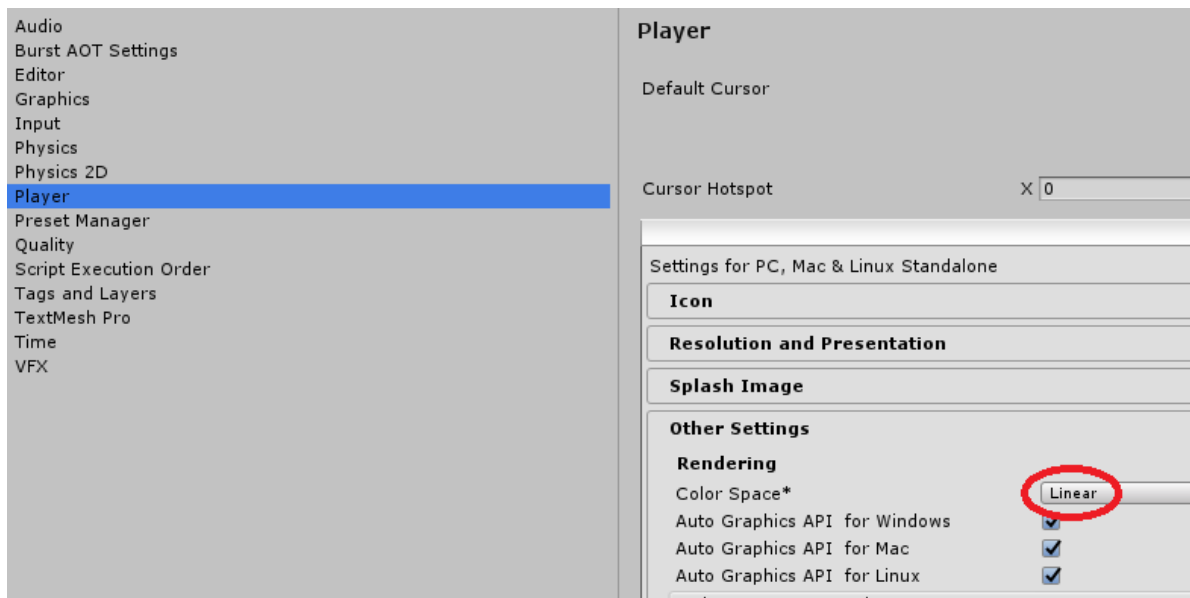 Audio
Burst AOT Settings
Editor
Graphics
Input
Physics
Physics 2D
Player
Preset Manager
Quality
Script Execution Order
Tags and Layers
TextMesh Pro
Time
VFX
Player
Default Cursor
Cursor Hotspot X 0
Settings for PC, Mac & Linux Standalone
Icon
Resolution and Presentation
Splash Image
Other Settings
Rendering
Color Space* Linear
Auto Graphics API for Windows
Auto Graphics API for Mac
Auto Graphics API for Linux